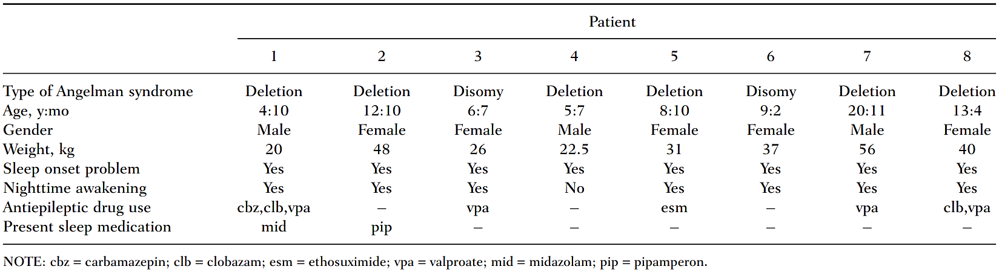 Patient
1 2 3 4 5 6 7 8
Type of Angelman syndrome Deletion Deletion Disomy Deletion Deletion Disomy Deletion Deletion
Age, y:mo 4:10 12:10 6:7 5:7 8:10 9:2 20:11 13:4
Gender Male Female Female Male Female Female Male Female
Weight, kg 20 48 26 22.5 31 37 56 40
Sleep onset problem Yes Yes Yes Yes Yes Yes Yes Yes
Nighttime awakening Yes Yes Yes No Yes Yes Yes Yes
Antiepileptic drug use cbz,clb,vpa – vpa – esm – vpa clb,vpa
Present sleep medication mid pip – – – – – –
NOTE: cbz = carbamazepin; clb = clobazam; esm = ethosuximide; vpa = valproate; mid = midazolam; pip = pipamperon.